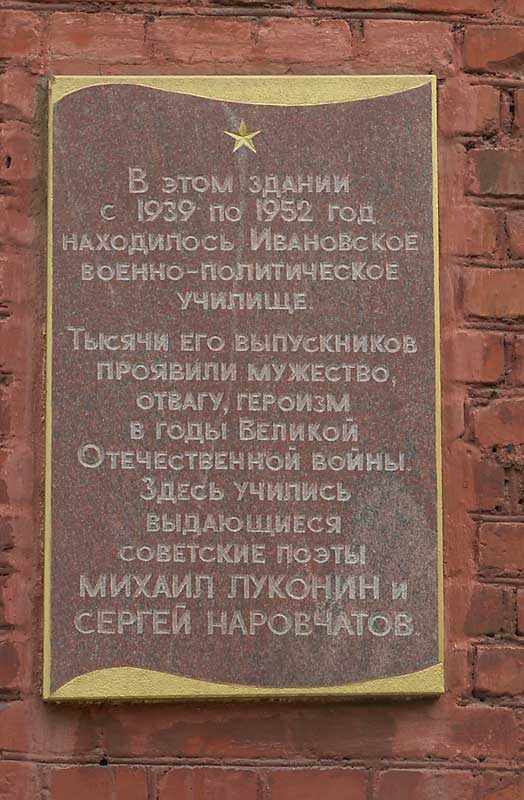 В ЭТОМ ЗДАНИИ
С 1939 ПО 1952 ГОД
НАХОДИЛОСЬ ИВАНОВСКОЕ
ВОЕННО-ПОЛИТИЧЕСКОЕ
УЧИЛИЩЕ.
ТЫСЯЧИ ЕГО ВЫПУСКНИКОВ
ПРОЯВИЛИ МУЖЕСТВО,
ОТВАГУ, ГЕРОИЗМ
В ГОДЫ ВЕЛИКОЙ
ОТЕЧЕСТВЕННОЙ ВОЙНЫ.
ЗДЕСЬ УЧИЛИСЬ
ВЫДАЮЩИЕСЯ
СОВЕТСКИЕ ПОЭТЫ
МИХАИЛ ЛУКОНИН И
СЕРГЕЙ НАРОВЧАТОВ.